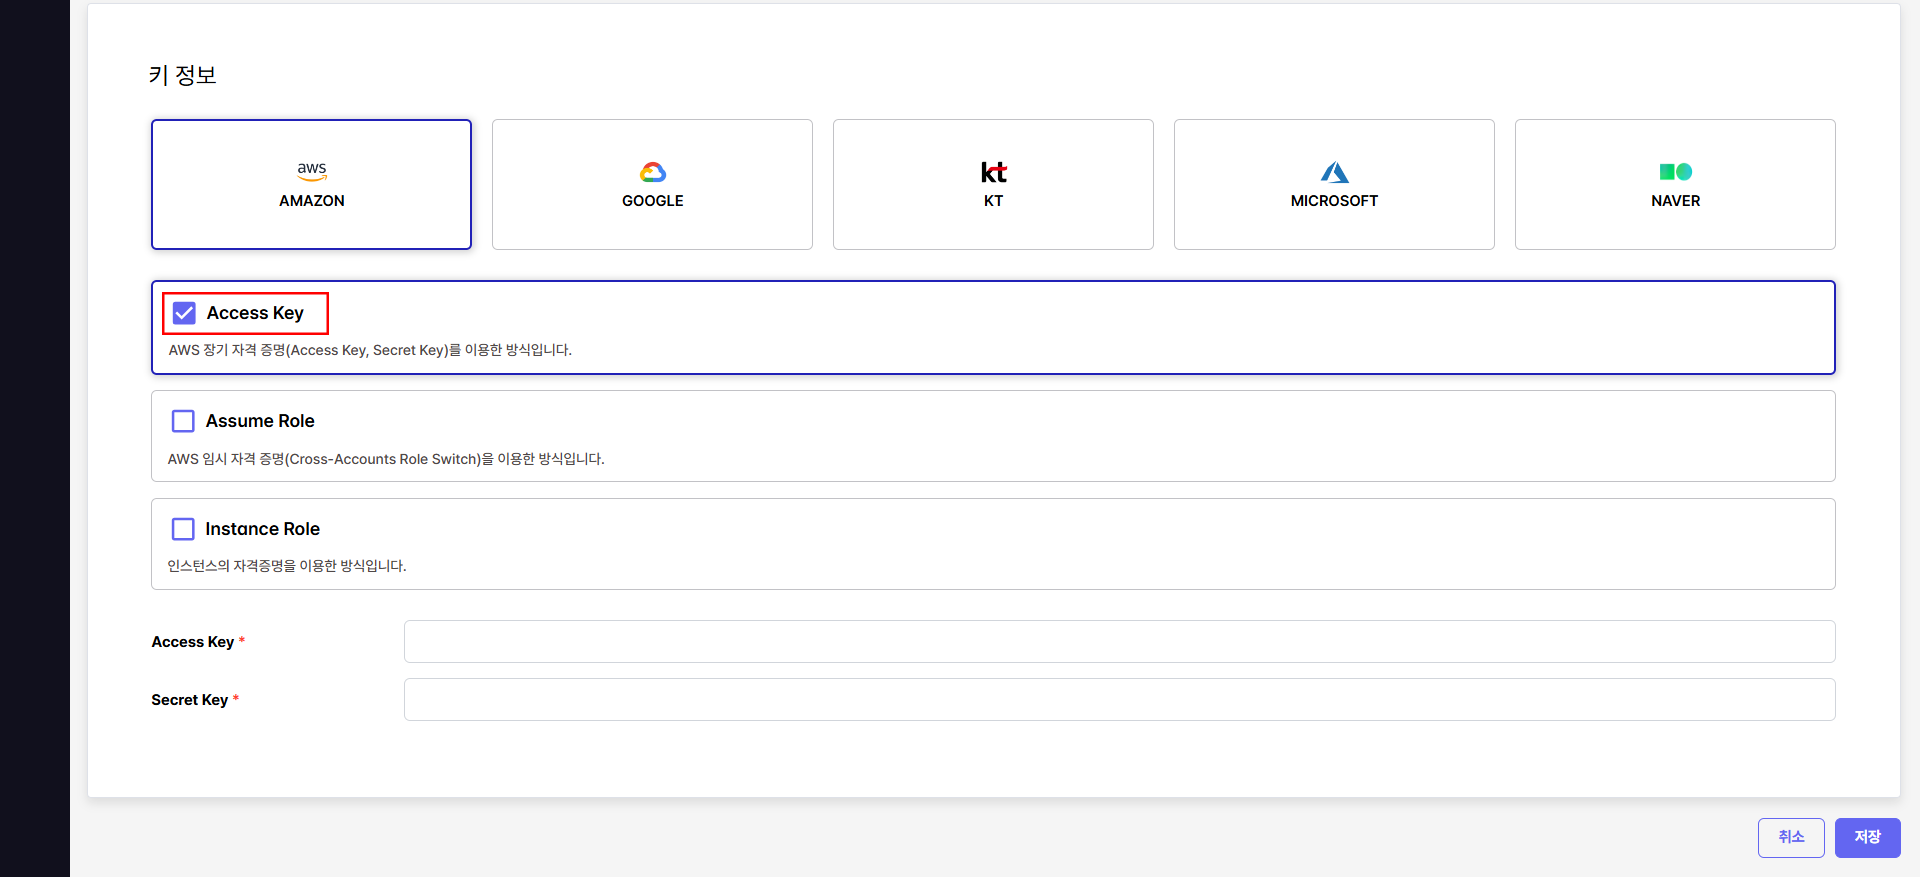 키 정보
aws
AMAZON
GOOGLE
kt
KT
MICROSOFT
NAVER
Access Key
AWS 장기 자격 증명(Access Key, Secret Key)를 이용한 방식입니다.
Assume Role
AWS 임시 자격 증명(Cross-Accounts Role Switch)을 이용한 방식입니다.
Instance Role
인스턴스의 자격증명을 이용한 방식입니다.
Access Key *
Secret Key *
취소 저장